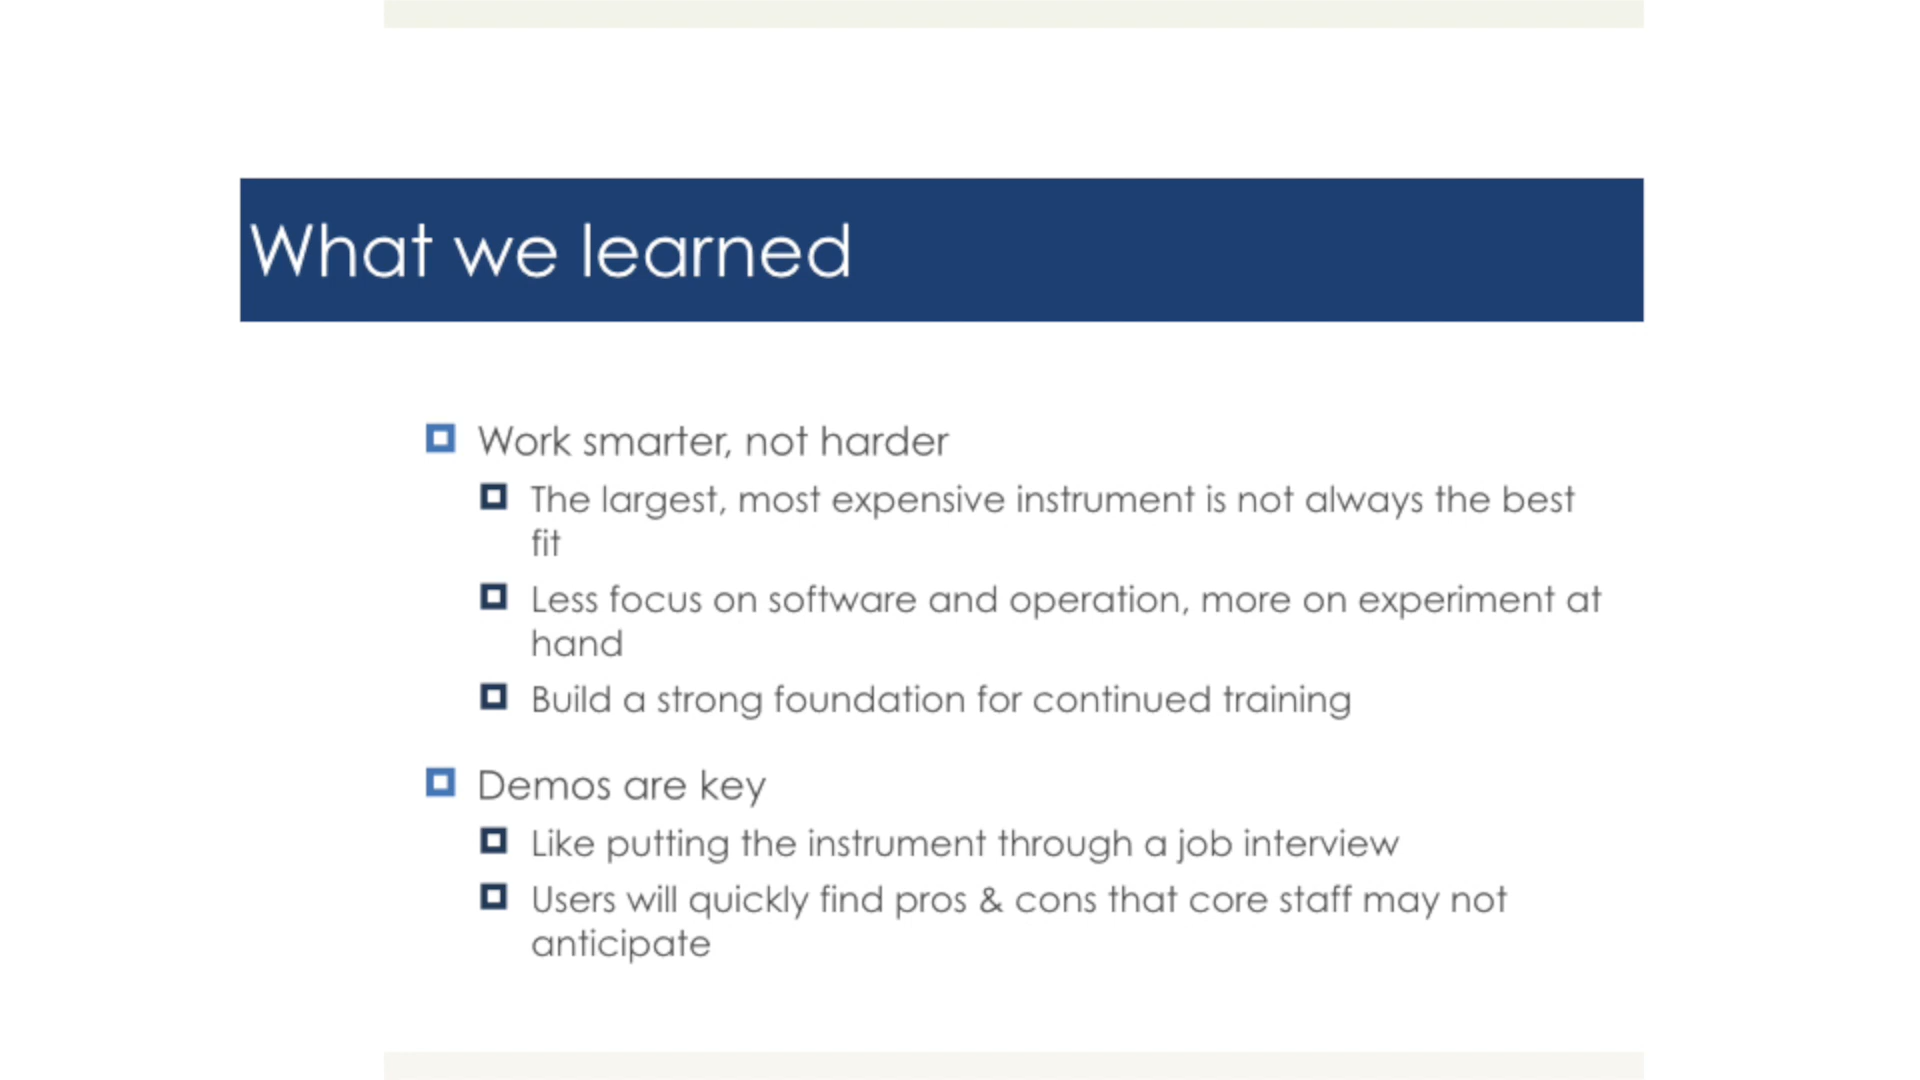 What we learned
Work smarter, not harder
The largest, most expensive instrument is not always the best
fit
Less focus on software and operation, more on experiment at
hand
Build a strong foundation for continued training
Demos are key
Like putting the instrument through a job interview
Users will quickly find pros & cons that core staff may not
anticipate